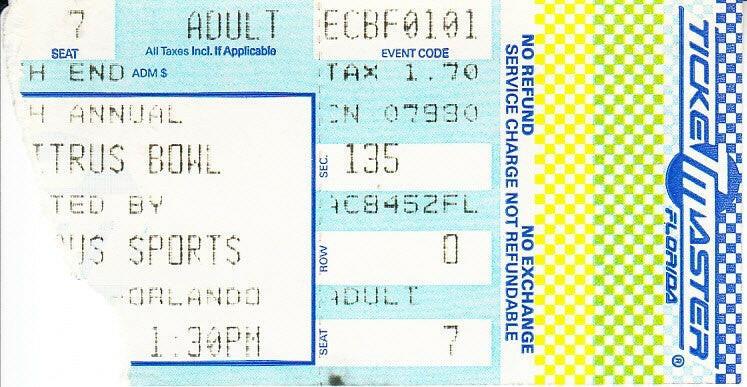 7 ADULT ECBF0101
SEAT All Taxes Incl. If Applicable EVENT CODE
H END ADM $ TAX 1.70
H ANNUAL CN 07990
ITRUS BOWL SEC. 135
TED BY AC8452FL
US SPORTS ROW 0
ORLANDO ADULT
1:30PM SEAT 7
NO REFUND NO EXCHANGE
SERVICE CHARGE NOT REFUNDABLE
TICKETMASTER ®
FLORIDA